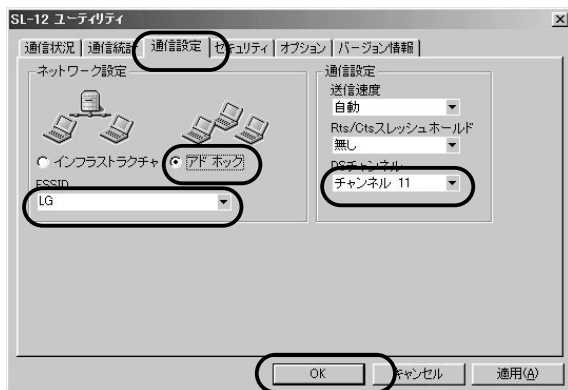 SL-12 ユーティリティ
通信状況 通信統計 通信設定 セキュリティ オプション バージョン情報
ネットワーク設定
インフラストラクチャ アド ホック
ESSID
LG
通信設定
送信速度
自動
Rts/Ctsスレッショホールド
無し
DSチャンネル
チャンネル 11
OK キャンセル 適用(A)